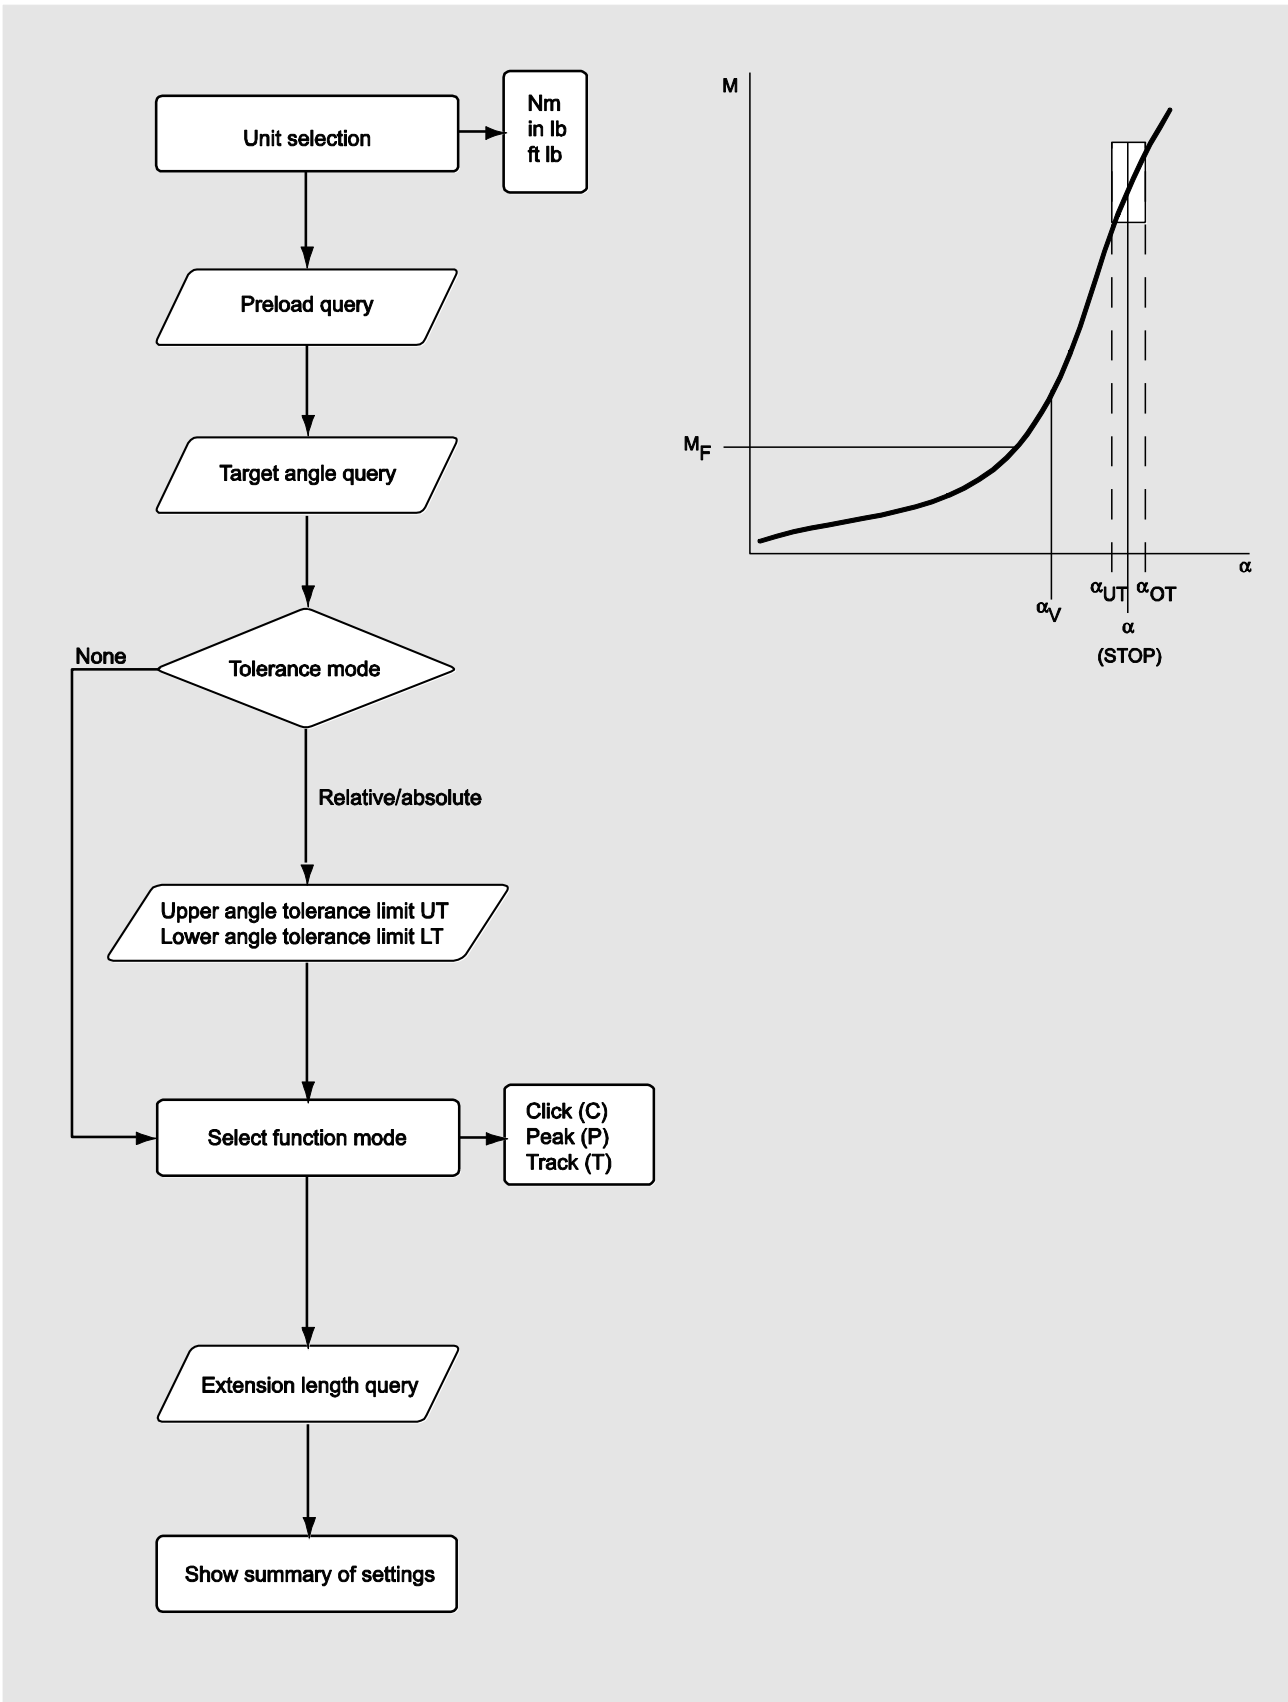 Unit selection
Nm
in lb
ft lb
Preload query
Target angle query
None
Tolerance mode
Relative/absolute
Upper angle tolerance limit UT
Lower angle tolerance limit LT
Select function mode
Click (C)
Peak (P)
Track (T)
Extension length query
Show summary of settings
M
MF
α
αV
αUT
αOT
α
(STOP)